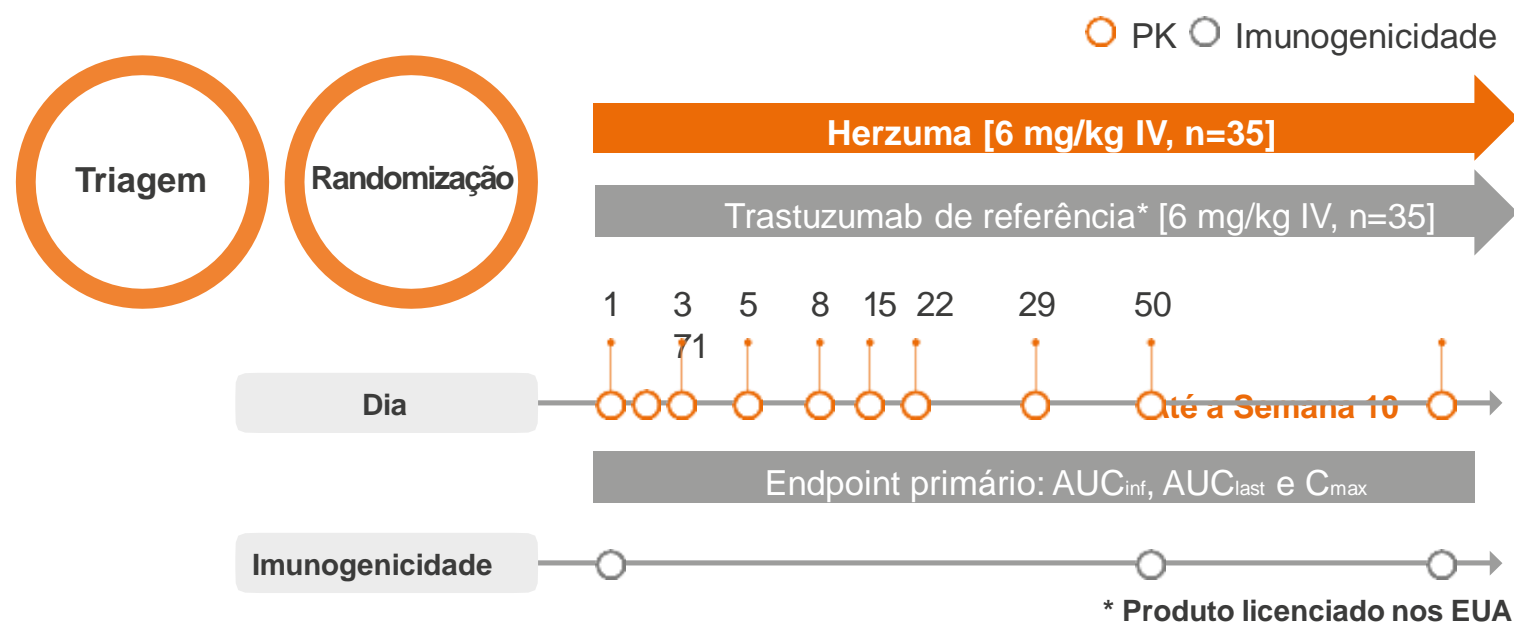 PK Imunogenicidade
Triagem
Randomização
Herzuma [6 mg/kg IV, n=35]
Trastuzumab de referência* [6 mg/kg IV, n=35]
1 3 5 8 15 22 29 50
71
Dia
Até a Semana 10
Endpoint primário: AUCinf, AUClast e Cmax
Imunogenicidade
* Produto licenciado nos EUA